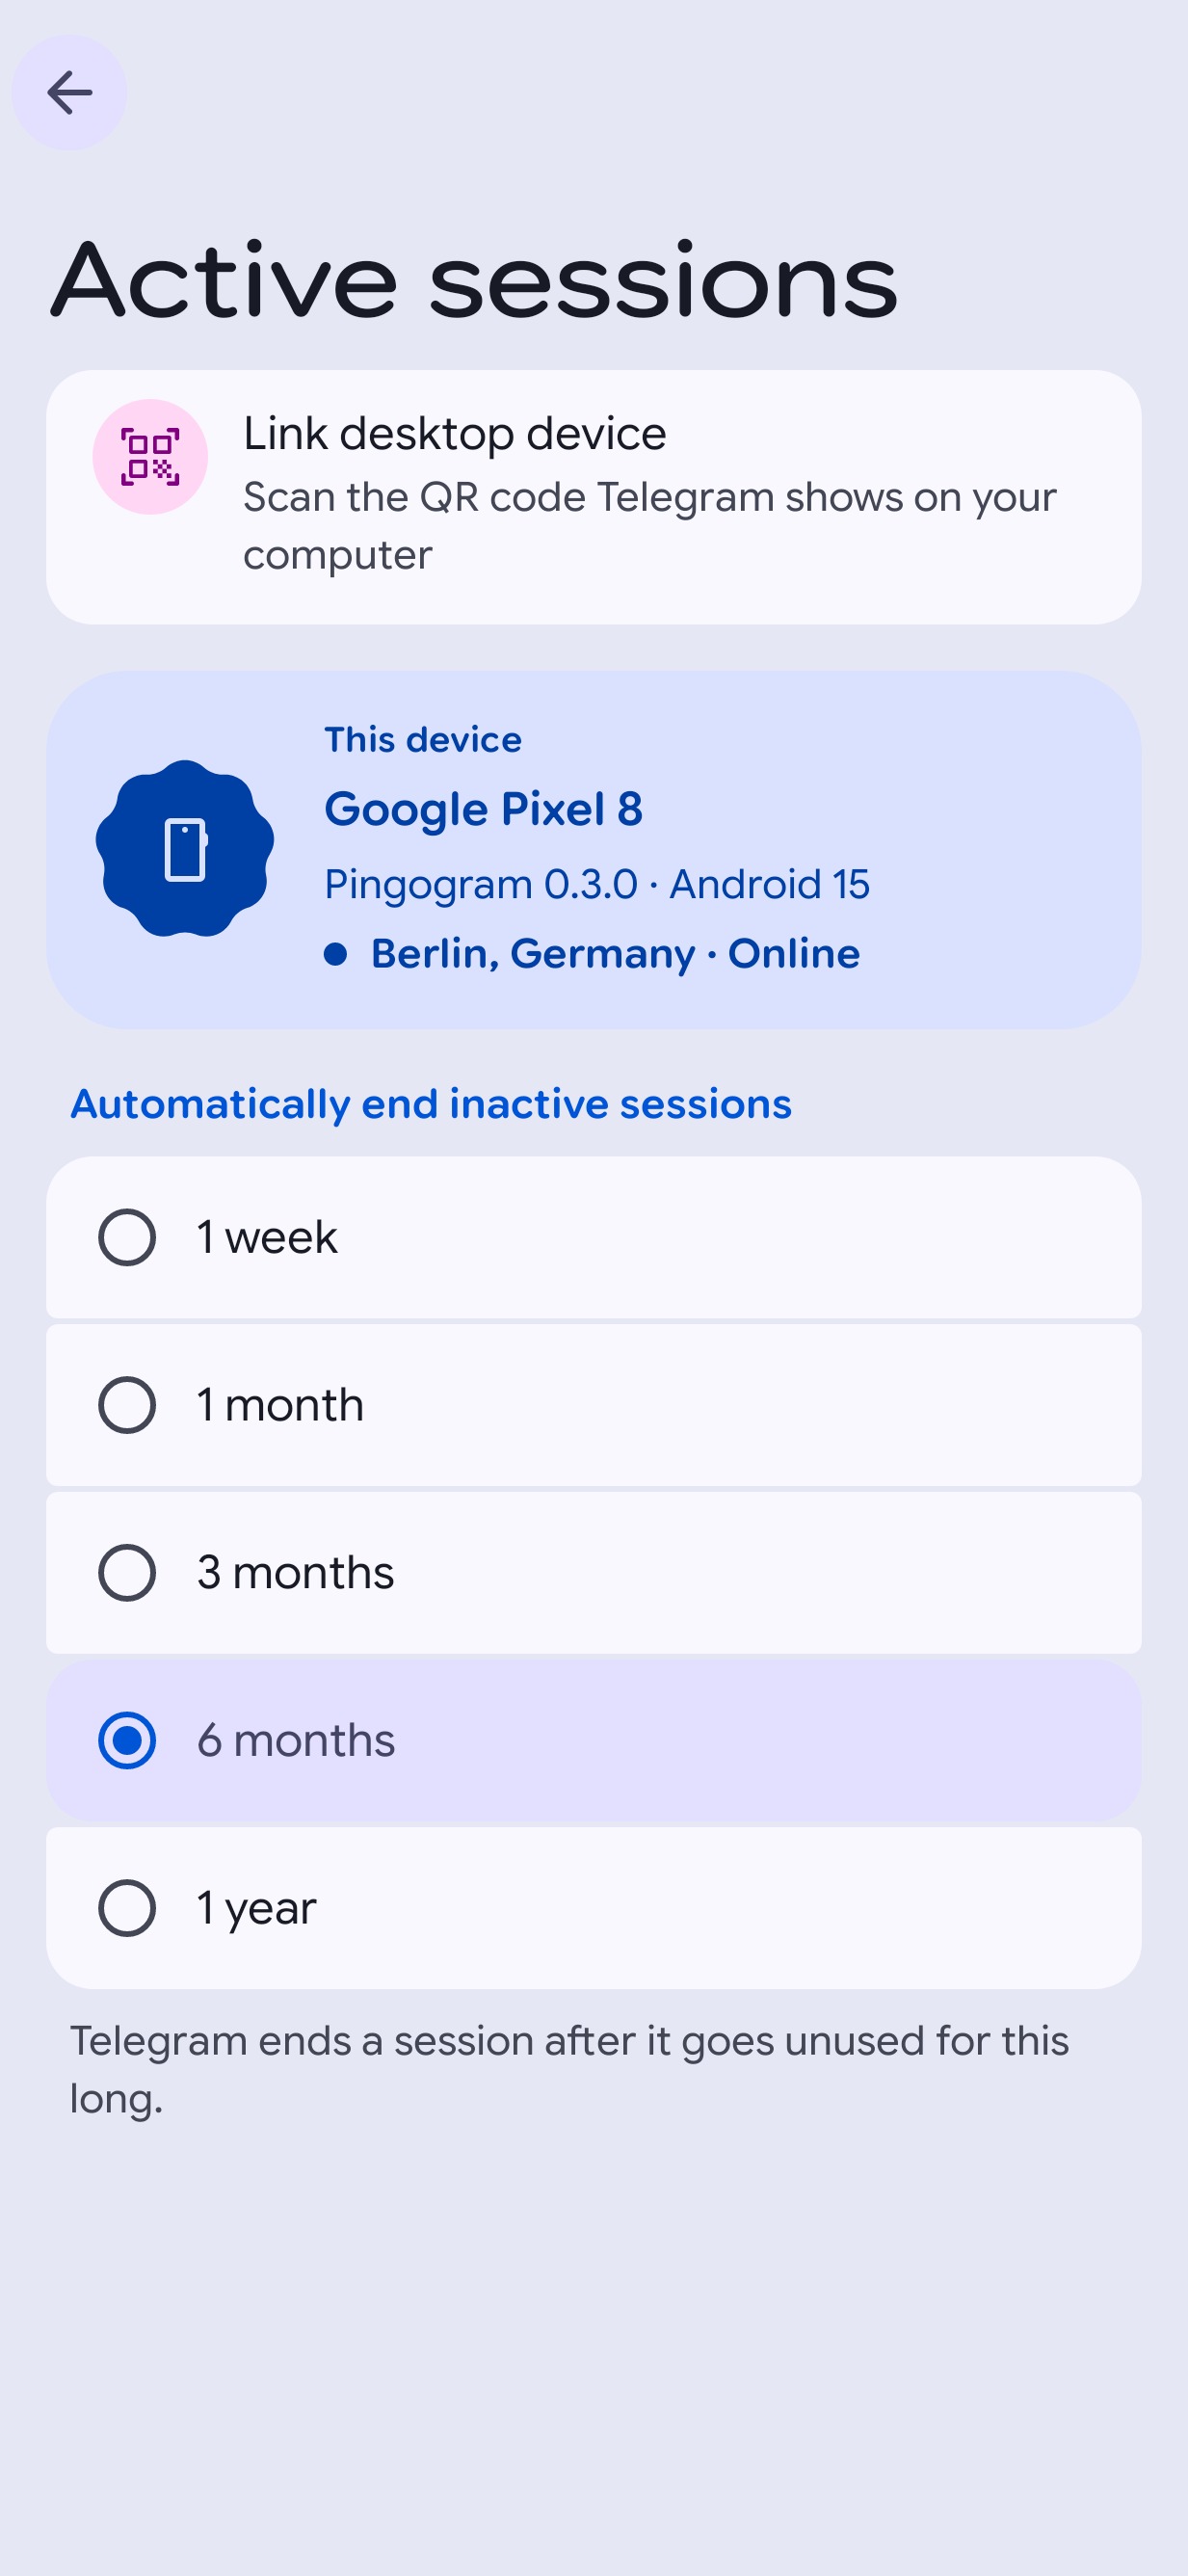 Active sessions
Link desktop device
Scan the QR code Telegram shows on your
computer
This device
Google Pixel 8
Pingogram 0.3.0 · Android 15
Berlin, Germany · Online
Automatically end inactive sessions
1 week
1 month
3 months
6 months
1 year
Telegram ends a session after it goes unused for this
long.